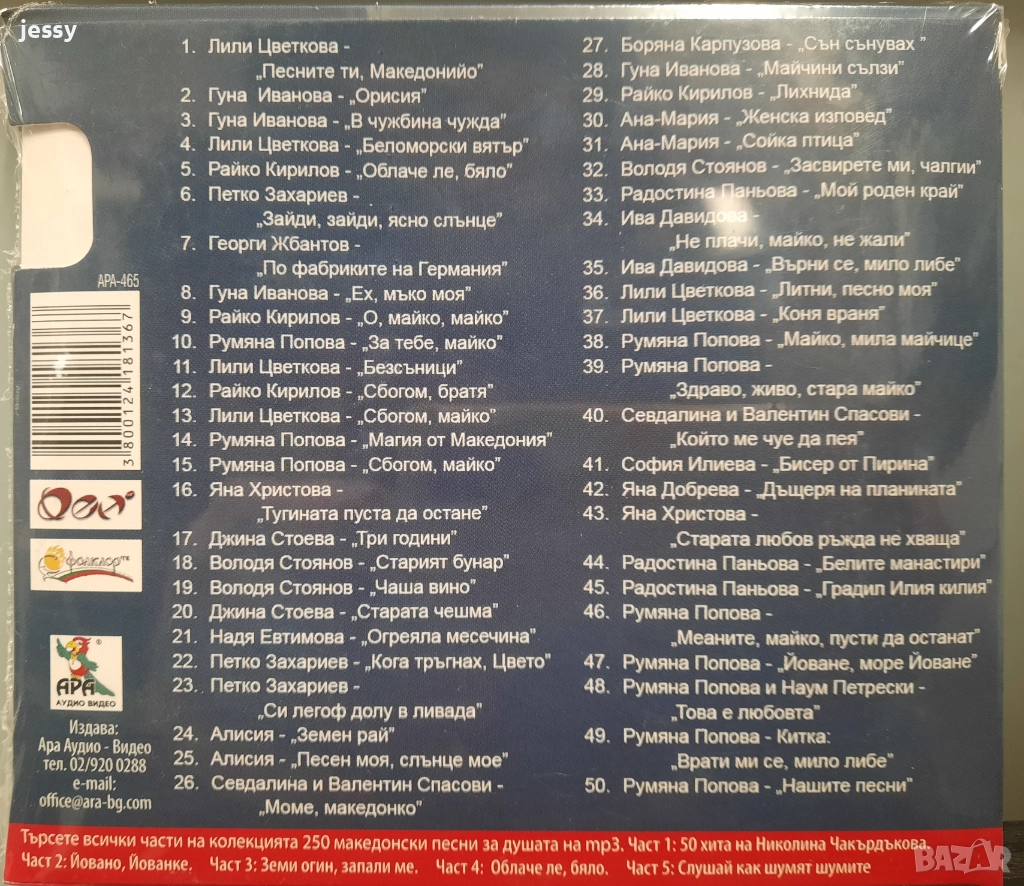 jessy
1. Лили Цветкова -
„Песните ти, Македонийо”
2. Гуна Иванова - „Орисия”
3. Гуна Иванова - „В чужбина чужда”
4. Лили Цветкова - „Беломорски вятър”
5. Райко Кирилов - „Облаче ле, бяло”
6. Петко Захариев -
„Зайди, зайди, ясно слънце”
7. Георги Жбантов -
„По фабриките на Германия”
8. Гуна Иванова - „Ех, мъко моя”
9. Райко Кирилов - „О, майко, майко”
10. Румяна Попова - „За тебе, майко”
11. Лили Цветкова - „Безсъници”
12. Райко Кирилов - „Сбогом, братя”
13. Лили Цветкова - „Сбогом, майко”
14. Румяна Попова - „Магия от Македония”
15. Румяна Попова - „Сбогом, майко”
16. Яна Христова -
„Тугината пуста да остане”
17. Джина Стоева - „Три години”
18. Володя Стоянов - „Старият бунар”
19. Володя Стоянов - „Чаша вино”
20. Джина Стоева - „Старата чешма”
21. Надя Евтимова - „Огреяла месечина”
22. Петко Захариев - „Кога тръгнах, Цвето”
23. Петко Захариев -
„Си легоф долу в ливада”
24. Алисия - „Земен рай”
25. Алисия - „Песен моя, слънце мое”
26. Севдалина и Валентин Спасови -
„Моме, македонко”
27. Боряна Карпузова - „Сън сънувах ”
28. Гуна Иванова - „Майчини сълзи”
29. Райко Кирилов - „Лихнида”
30. Ана-Мария - „Женска изповед”
31. Ана-Мария - „Сойка птица”
32. Володя Стоянов - „Засвирете ми, чалгии”
33. Радостина Паньова - „Мой роден край”
34. Ива Давидова -
„Не плачи, майко, не жали”
35. Ива Давидова - „Върни се, мило либе”
36. Лили Цветкова - „Литни, песно моя”
37. Лили Цветкова - „Коня враня”
38. Румяна Попова - „Майко, мила майчице”
39. Румяна Попова -
„Здраво, живо, стара майко”
40. Севдалина и Валентин Спасови -
„Който ме чуе да пея”
41. София Илиева - „Бисер от Пирина”
42. Яна Добрева - „Дъщеря на планината”
43. Яна Христова -
„Старата любов ръжда не хваща”
44. Радостина Паньова - „Белите манастири”
45. Радостина Паньова - „Градил Илия килия”
46. Румяна Попова -
„Меаните, майко, пусти да останат”
47. Румяна Попова - „Йоване, море Йоване”
48. Румяна Попова и Наум Петрески -
„Това е любовта”
49. Румяна Попова - Китка:
„Врати ми се, мило либе”
50. Румяна Попова - „Нашите песни”
АРА-465
3 800124 181367
фолклор тк
АРА ®
АУДИО ВИДЕО
Издава:
Ара Аудио - Видео
тел. 02/920 0288
e-mail:
office@ara-bg.com
Търсете всички части на колекцията 250 македонски песни за душата на mp3. Част 1: 50 хита на Николина Чакърдъкова.
Част 2: Йовано, Йованке. Част 3: Земи огин, запали ме. Част 4: Облаче ле, бяло. Част 5: Слушай как шумят шумите
BAZAR